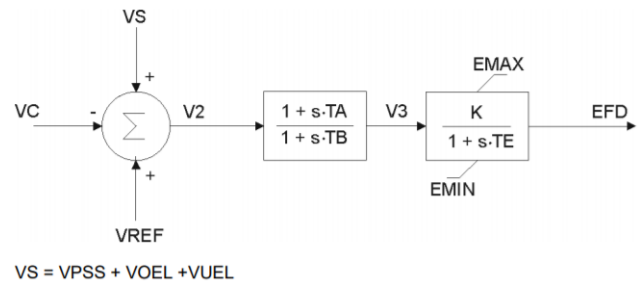 VS
+
EMAX
VC - Σ V2 1 + s·TA V3 K EFD
1 + s·TB 1 + s·TE
+
EMIN
VREF
VS = VPSS + VOEL +VUEL